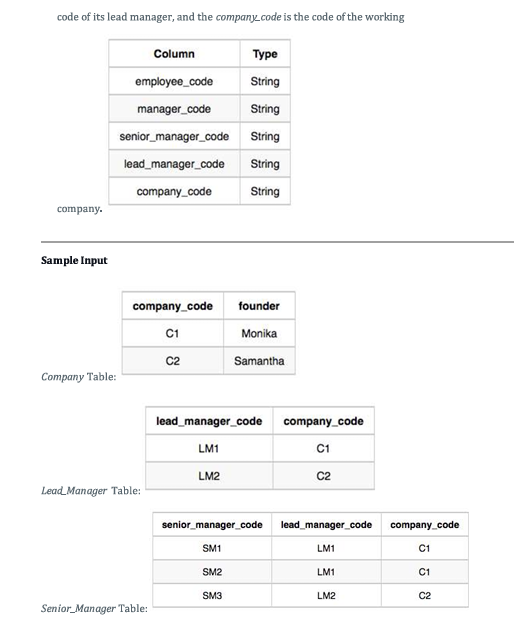 code of its lead manager, and the company_code is the code of the working
Column Type
employee_code String
manager_code String
senior_manager_code String
lead_manager_code String
company_code String
company.
Sample Input
company_code founder
C1 Monika
C2 Samantha
Company Table:
lead_manager_code company_code
LM1 C1
LM2 C2
Lead_Manager Table:
senior_manager_code lead_manager_code company_code
SM1 LM1 C1
SM2 LM1 C1
SM3 LM2 C2
Senior_Manager Table: